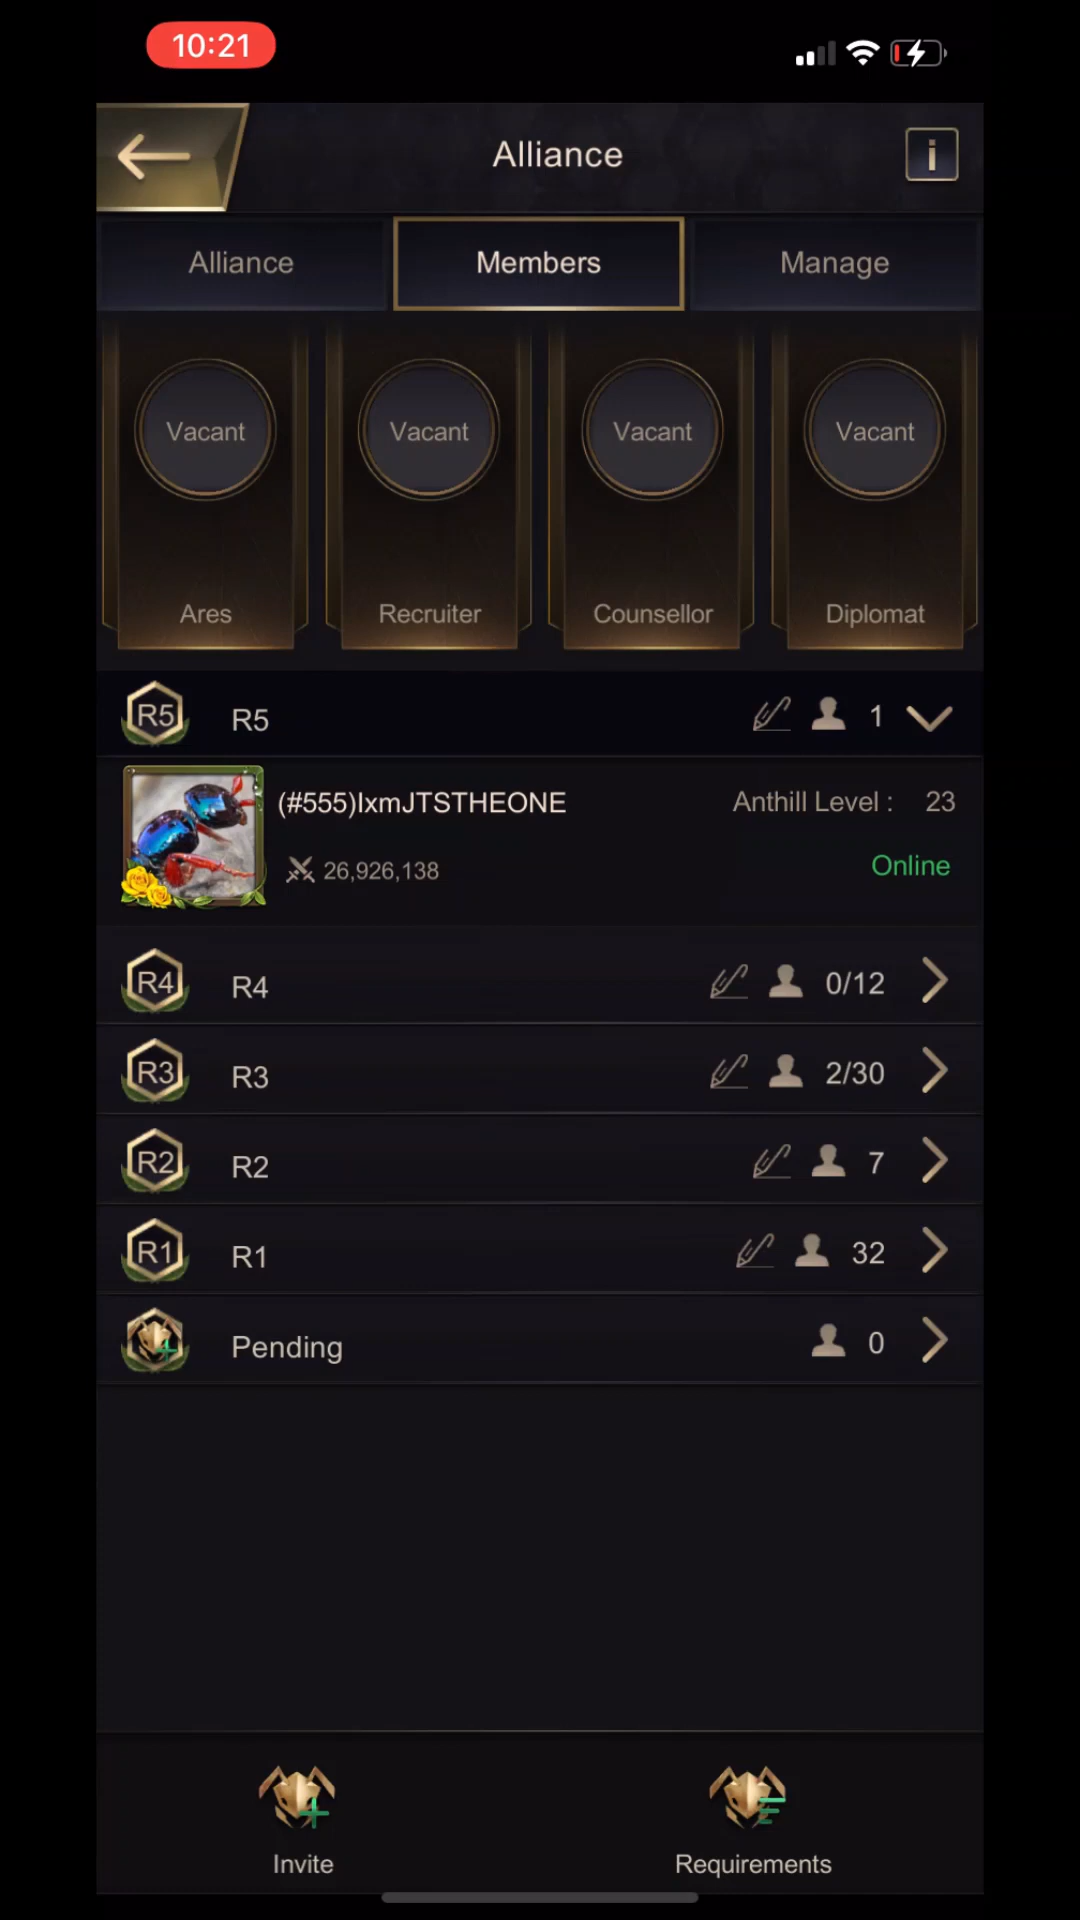 10:21
Alliance
i
Alliance
Members
Manage
Vacant
Vacant
Vacant
Vacant
Ares
Recruiter
Counsellor
Diplomat
R5
R5
1
(#555)IxmJTSTHEONE
Anthill Level :
23
26,926,138
Online
R4
R4
0/12
R3
R3
2/30
R2
R2
7
R1
R1
32
Pending
0
Invite
Requirements